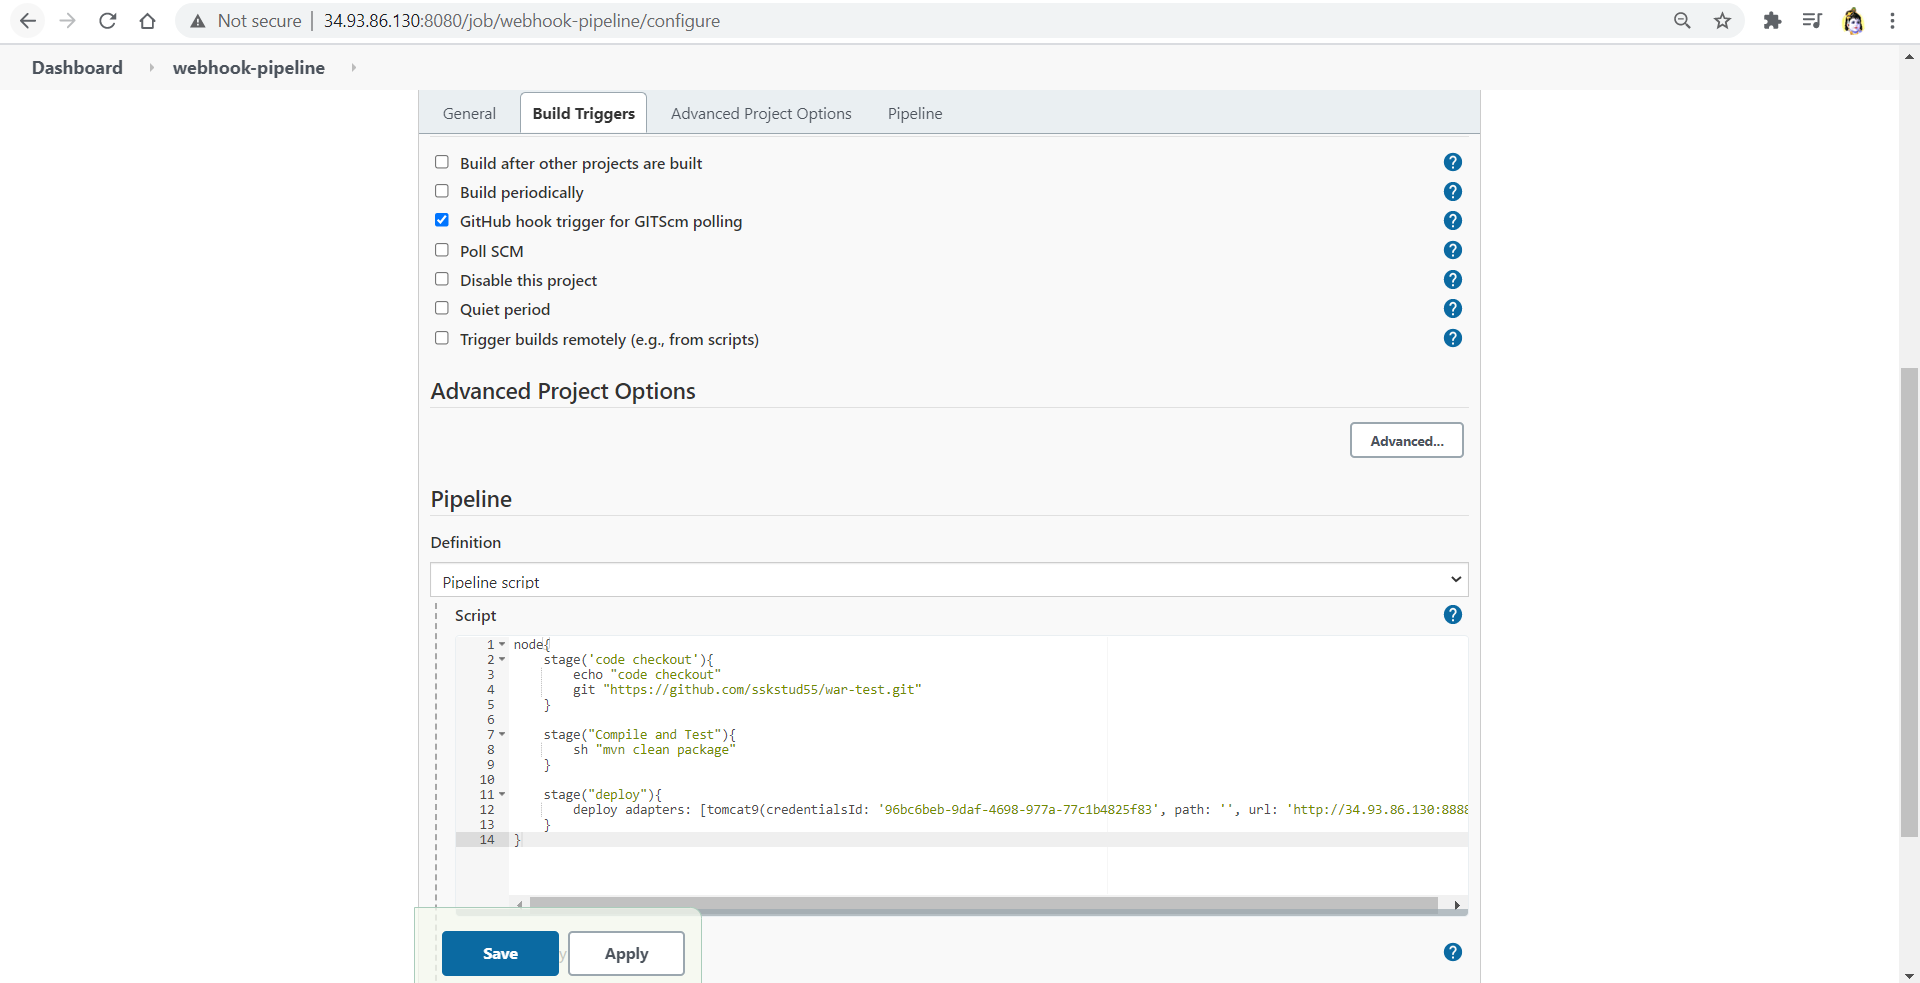 Not secure | 34.93.86.130:8080/job/webhook-pipeline/configure
Dashboard webhook-pipeline
General Build Triggers Advanced Project Options Pipeline
Build after other projects are built
Build periodically
GitHub hook trigger for GITScm polling
Poll SCM
Disable this project
Quiet period
Trigger builds remotely (e.g., from scripts)
Advanced Project Options
Advanced...
Pipeline
Definition
Pipeline script
Script
1 node{
2 stage('code checkout'){
3 echo "code checkout"
4 git "https://github.com/sskstud55/war-test.git"
5 }
6
7 stage("Compile and Test"){
8 sh "mvn clean package"
9 }
10
11 stage("deploy"){
12 deploy adapters: [tomcat9(credentialsId: '96bc6beb-9daf-4698-977a-77c1b4825f83', path: '', url: 'http://34.93.86.130:8888
13 }
14 }
Save Apply